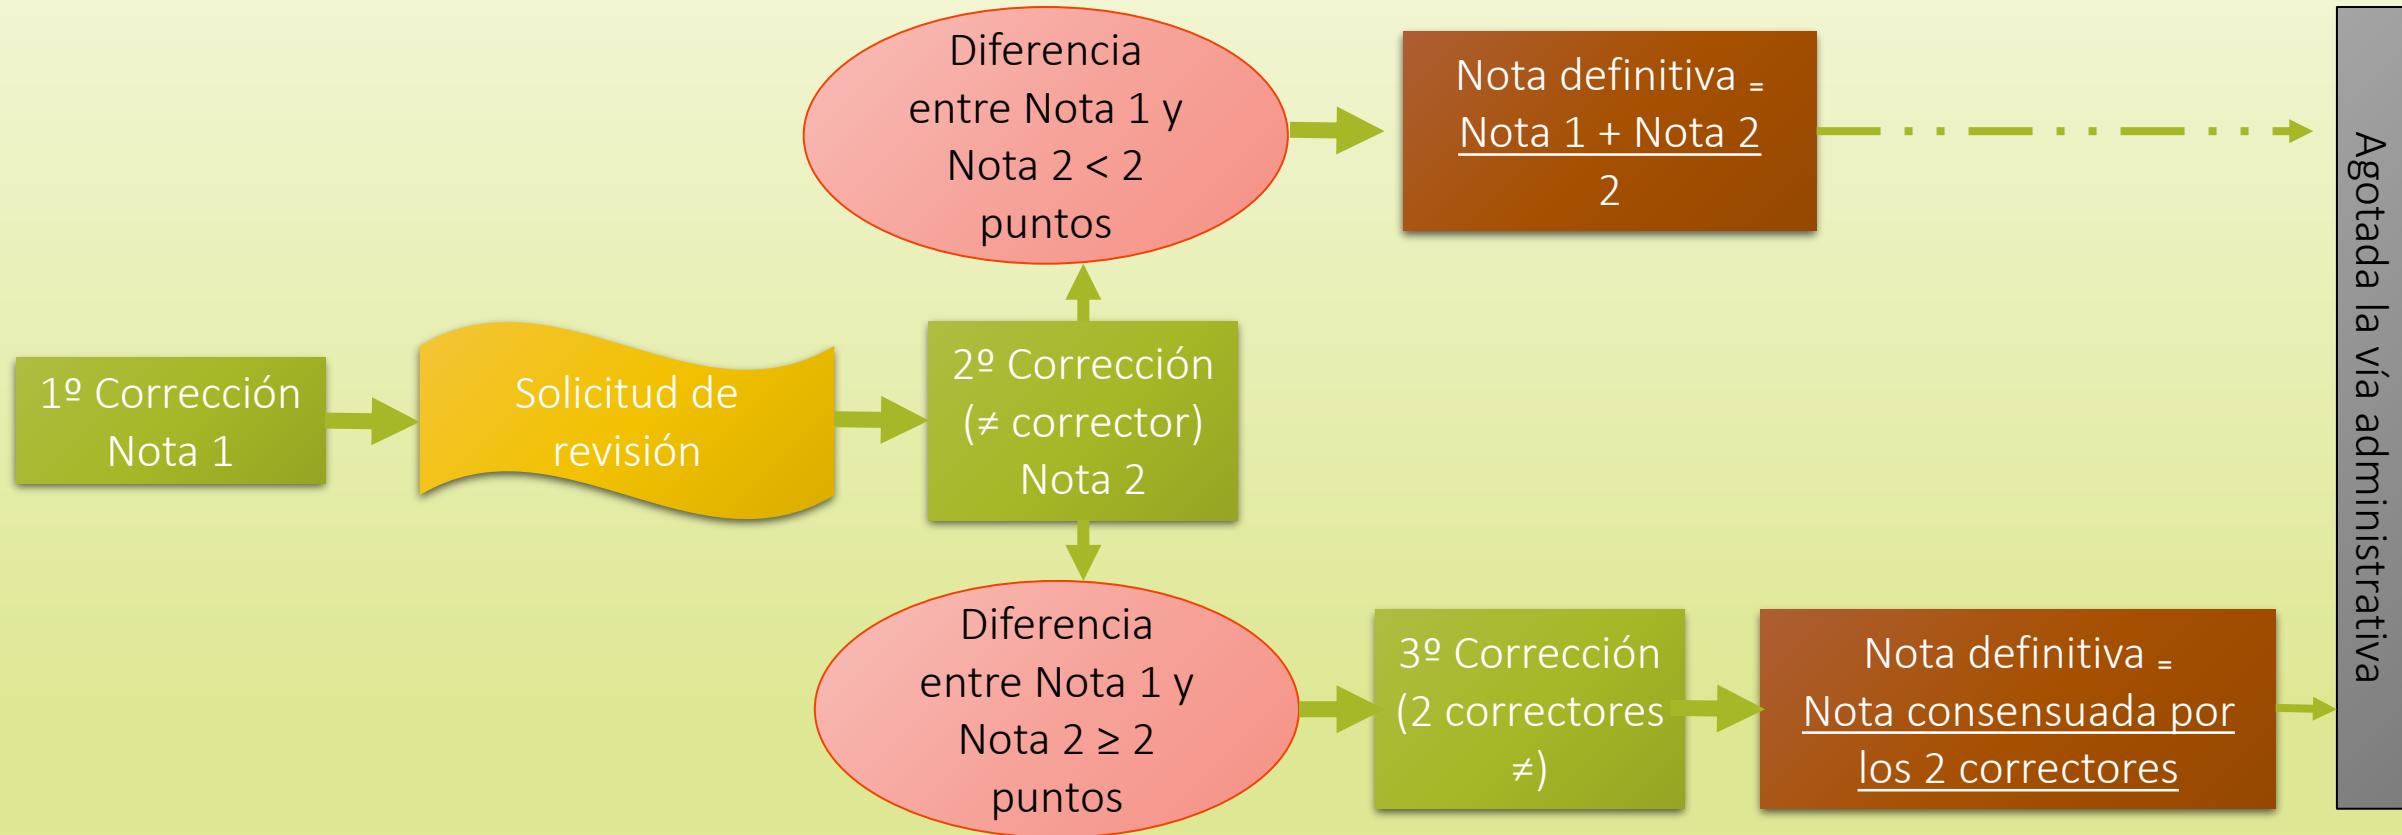 1º Corrección
Nota 1
Solicitud de
revisión
2º Corrección
(≠ corrector)
Nota 2
Diferencia
entre Nota 1 y
Nota 2 < 2
puntos
Nota definitiva =
Nota 1 + Nota 2
2
Diferencia
entre Nota 1 y
Nota 2 ≥ 2
puntos
3º Corrección
(2 correctores
≠)
Nota definitiva =
Nota consensuada por
los 2 correctores
Agotada la vía administrativa